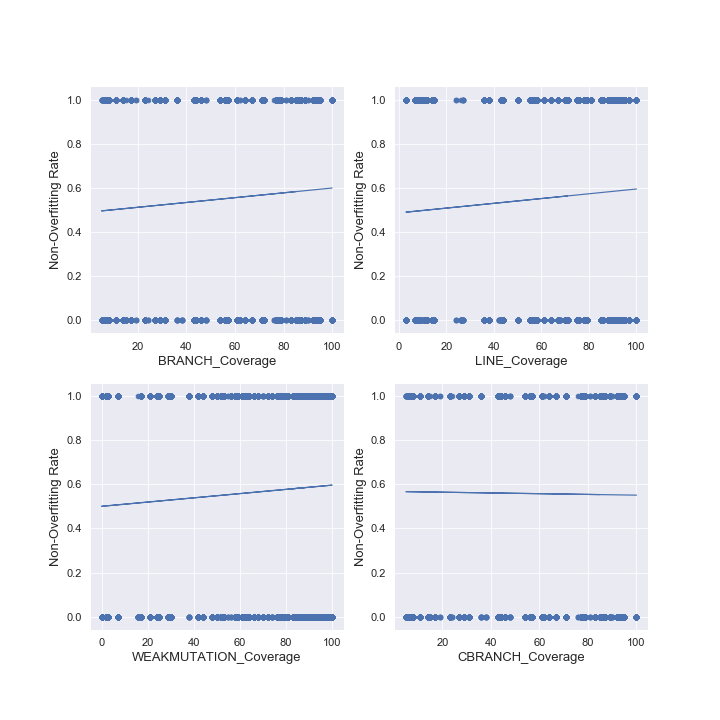 1.0
0.8
0.6
0.4
0.2
0.0
Non-Overfitting Rate
20 40 60 80 100
BRANCH_Coverage
1.0
0.8
0.6
0.4
0.2
0.0
Non-Overfitting Rate
0 20 40 60 80 100
LINE_Coverage
1.0
0.8
0.6
0.4
0.2
0.0
Non-Overfitting Rate
0 20 40 60 80 100
WEAKMUTATION_Coverage
1.0
0.8
0.6
0.4
0.2
0.0
Non-Overfitting Rate
20 40 60 80 100
CBRANCH_Coverage